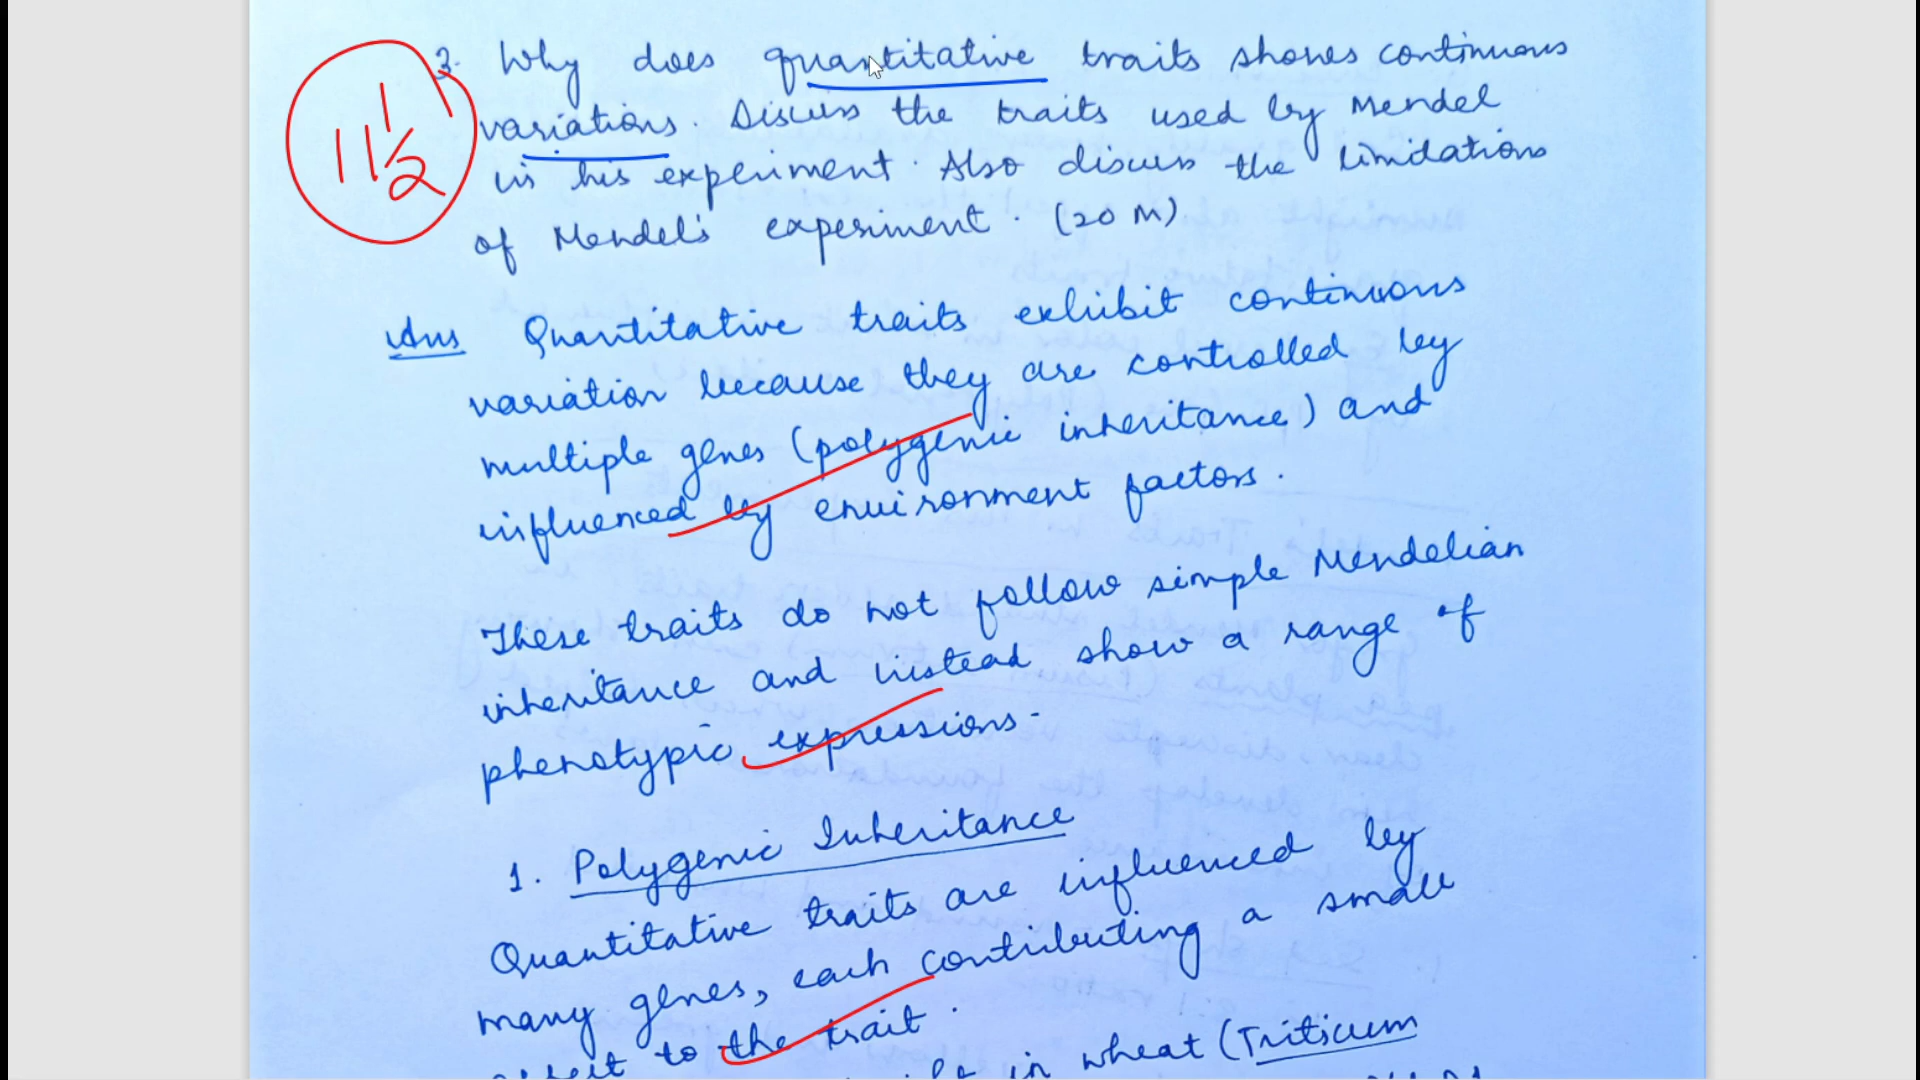 11 1/2
3. Why does quantitative traits shows continuous
variations. Discuss the traits used by Mendel
in his experiment. Also discuss the limitations
of Mendel's experiment. (20 M)
Ans Quantitative traits exhibit continuous
variation because they are controlled by
multiple genes (polygenic inheritance) and
influenced by environment factors.
These traits do not follow simple Mendelian
inheritance and instead show a range of
phenotypic expressions.
1. Polygenic Inheritance
Quantitative traits are influenced by
many genes, each contributing a small
to the trait.
in wheat (Triticum